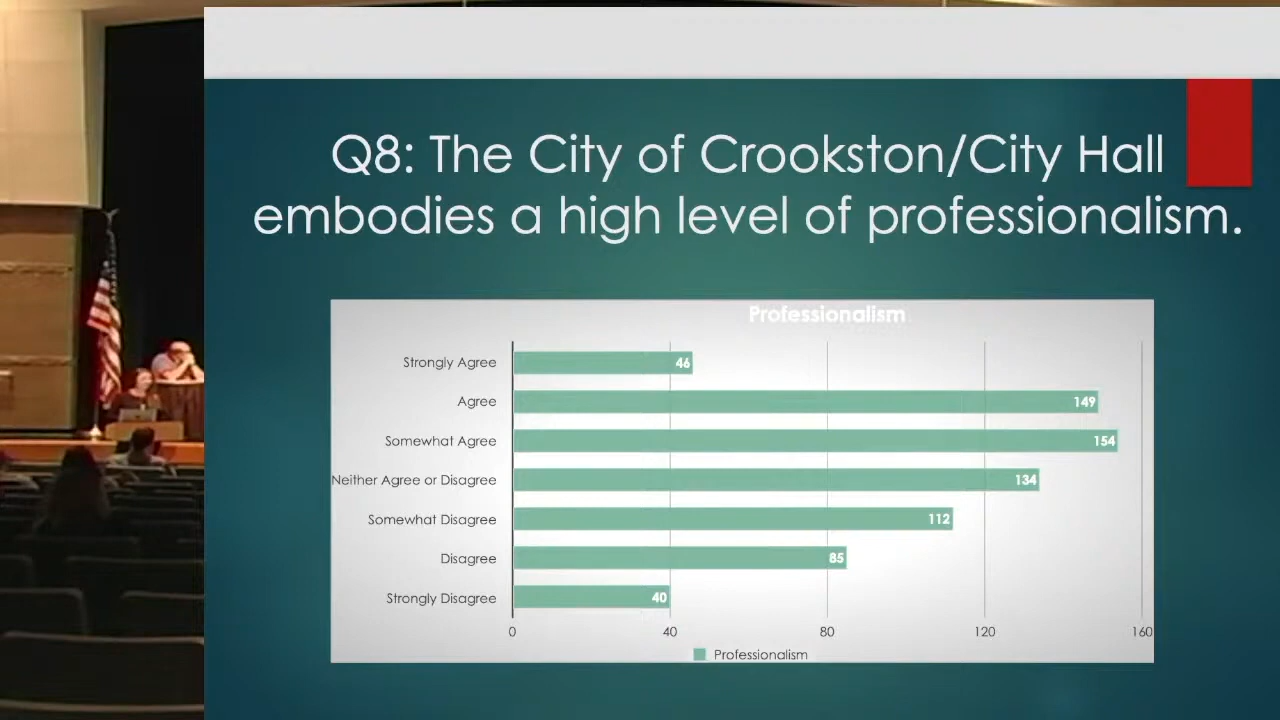 Q8: The City of Crookston/City Hall
embodies a high level of professionalism.
Professionalism
Strongly Agree 46
Agree 149
Somewhat Agree 154
Neither Agree or Disagree 134
Somewhat Disagree 112
Disagree 85
Strongly Disagree 40
0 40 80 120 160
Professionalism